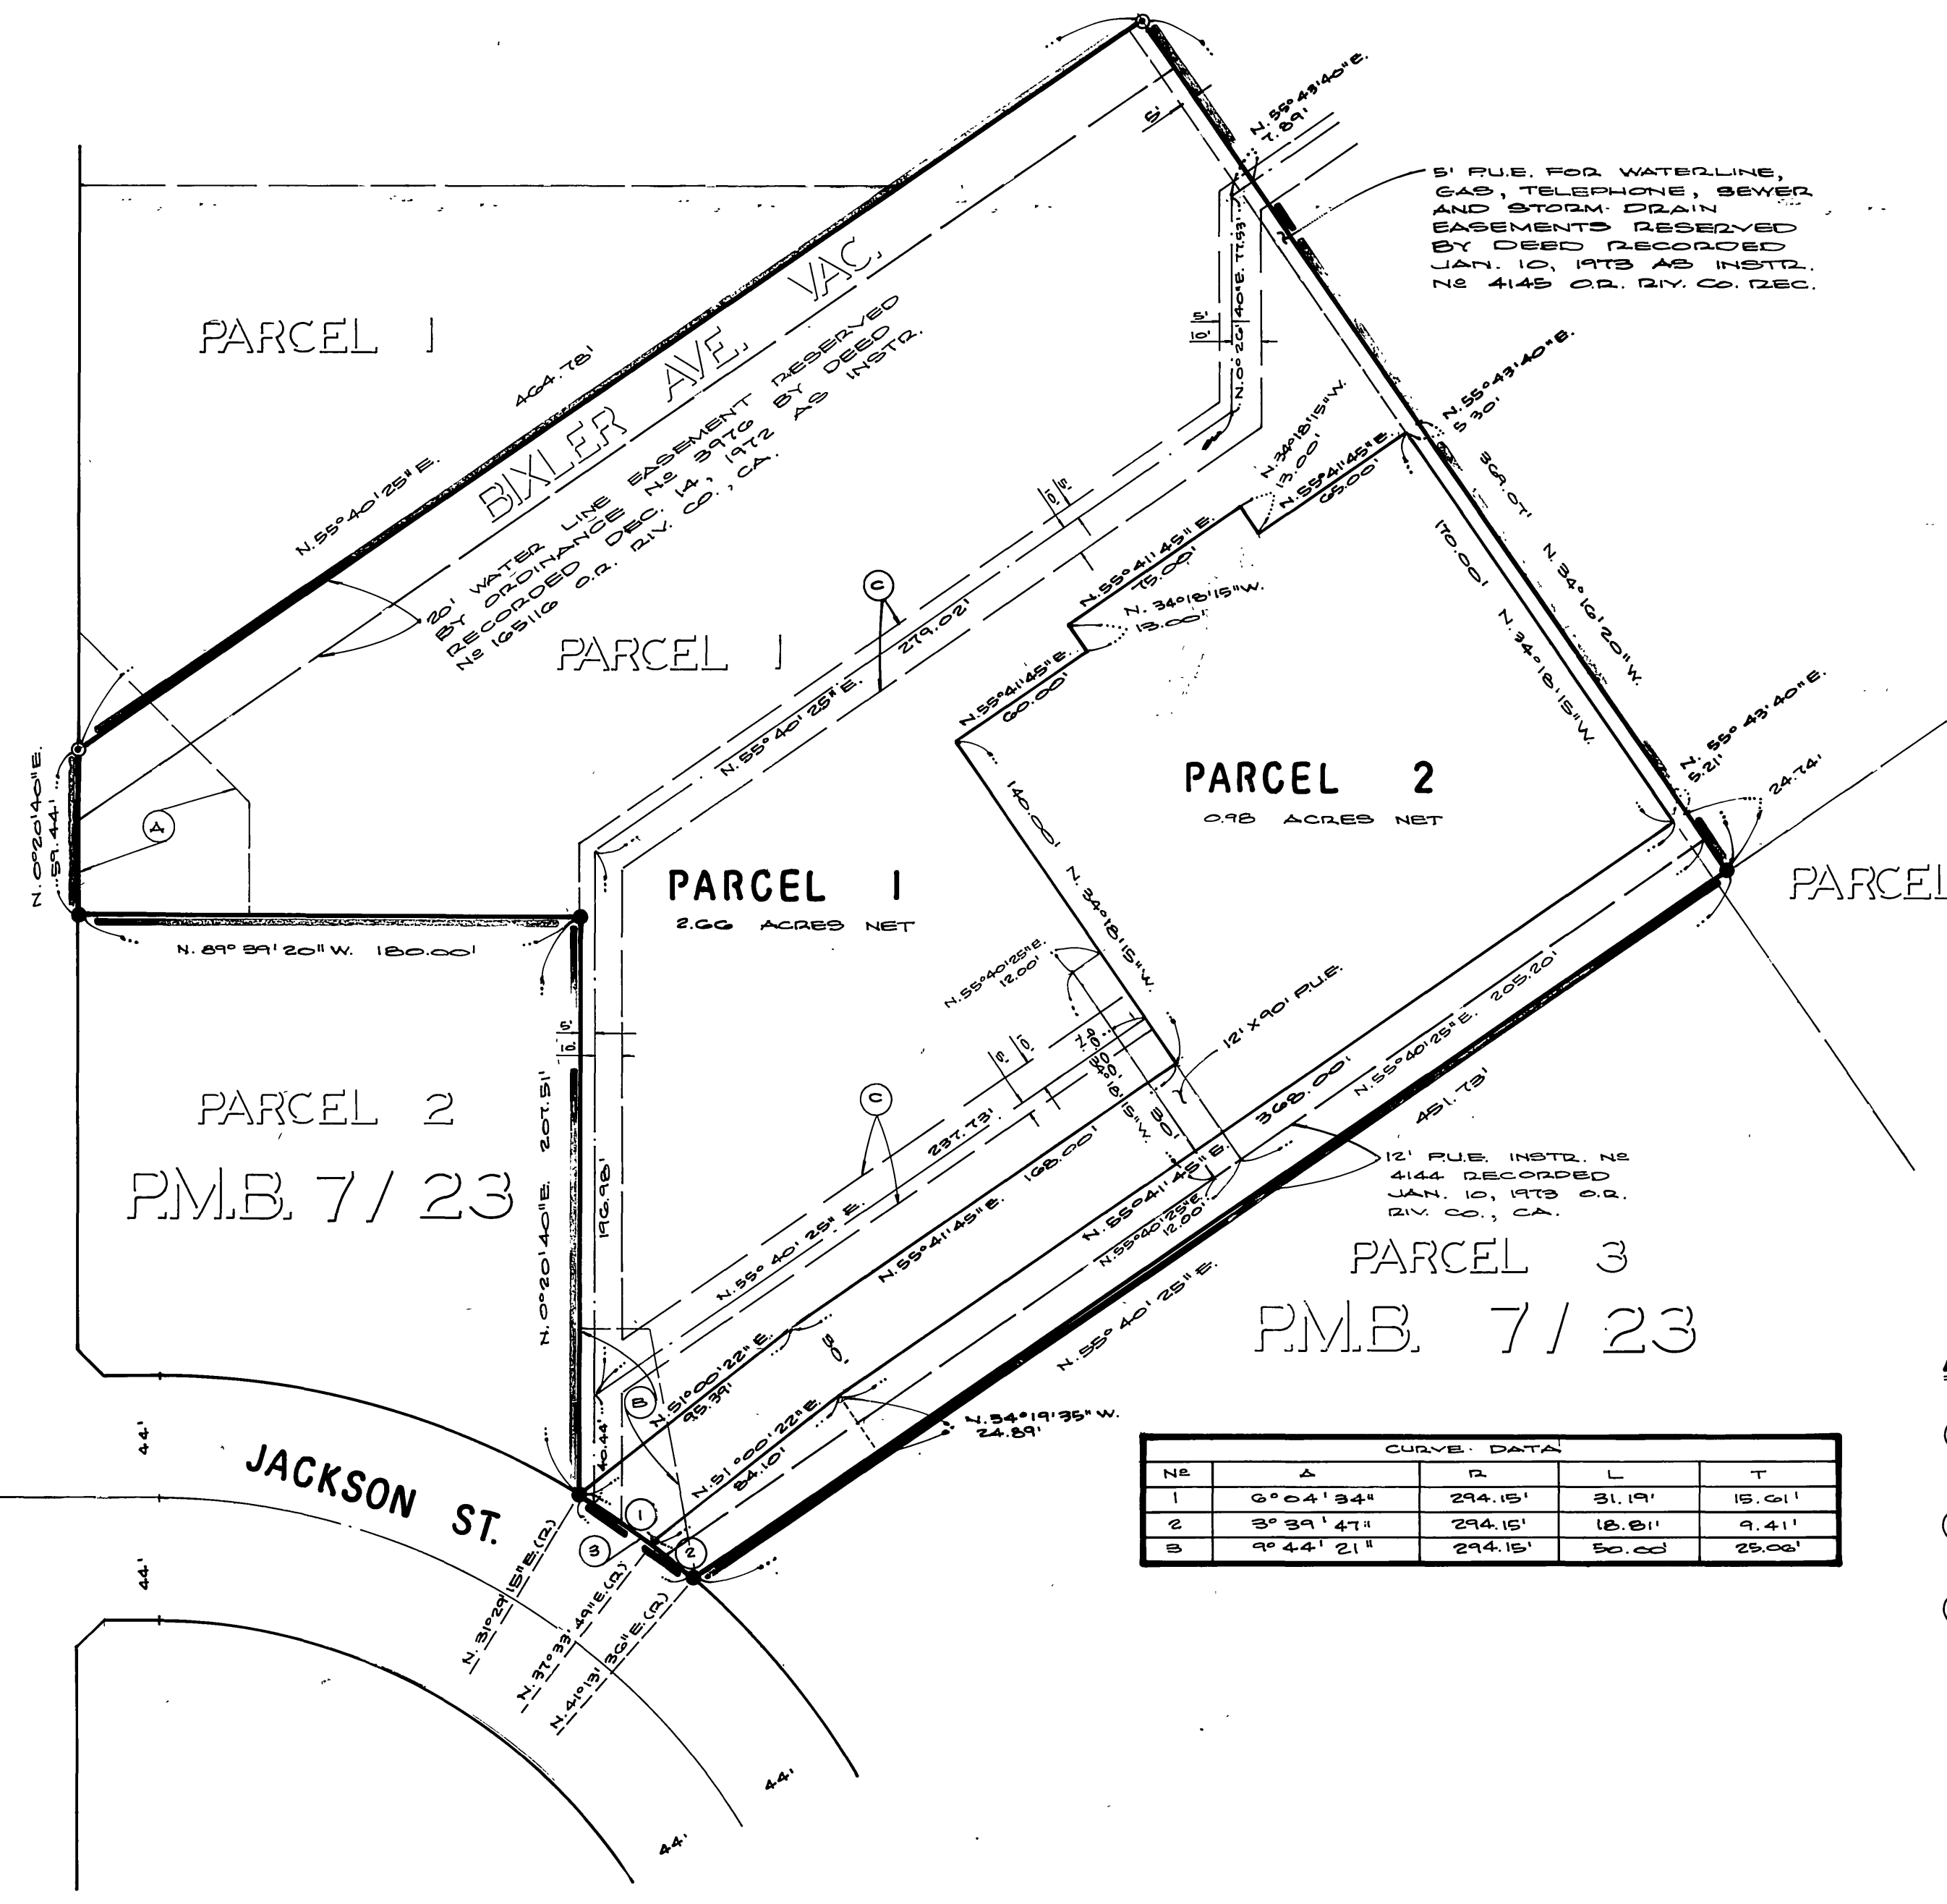 N. 55° 43' 40" E.
7.89'
5'
5' P.U.E. FOR WATERLINE,
GAS, TELEPHONE, SEWER
AND STORM DRAIN
EASEMENTS RESERVED
BY DEED RECORDED
JAN. 10, 1973 AS INSTR.
Nº 4145 O.R. RIV. CO. REC.
PARCEL 1
464.78'
N. 55° 40' 25" E.
BIXLER AVE. VAC.
20' WATER LINE EASEMENT RESERVED
BY ORDINANCE Nº 3976 BY DEED
RECORDED DEC. 14, 1972 AS INSTR.
Nº 165116 O.R. RIV. CO., CA.
5'
10'
N. 0° 20' 40" E. 77.53'
N. 55° 43' 40" E.
5.30'
N. 34° 18' 15" W.
13.00'
N. 55° 41' 45" E.
65.00'
369.07'
N. 34° 16' 20" W.
170.00'
N. 34° 18' 15" W.
10' 5'
N. 55° 41' 45" E.
75.00'
N. 34° 18' 15" W.
13.00'
C
279.02'
N. 55° 40' 25" E.
PARCEL 1
N. 55° 41' 45" E.
60.00'
N. 55° 43' 40" E.
5.21'
24.74'
PARCEL 2
0.98 ACRES NET
N. 0° 20' 40" E.
59.44'
A
140.00'
N. 34° 18' 15" W.
PARCEL 1
2.66 ACRES NET
PARCEL
N. 89° 39' 20" W. 180.00'
N. 55° 40' 25" E.
12.00'
12' X 90' P.U.E.
205.20'
N. 55° 40' 25" E.
5'
10'
5' 10'
N. 34° 18' 15" W.
90.00'
30'
368.00'
N. 55° 41' 45" E.
451.73'
N. 55° 40' 25" E.
PARCEL 2
P.M.B. 7/23
N. 0° 20' 40" E. 207.51'
196.98'
C
237.73'
N. 55° 40' 25" E.
N. 55° 41' 45" E. 168.00'
N. 55° 40' 25" E.
12.00'
12' P.U.E. INSTR. Nº
4144 RECORDED
JAN. 10, 1973 O.R.
RIV. CO., CA.
PARCEL 3
P.M.B. 7/23
30'
N. 51° 00' 22" E.
95.39'
B
40.44'
N. 51° 00' 22" E.
84.10'
N. 34° 19' 35" W.
24.89'
44'
JACKSON ST.
44'
1
2
3
N. 31° 29' 15" E. (R)
N. 37° 33' 49" E. (R)
N. 41° 13' 36" E. (R)
44'
44'
CURVE DATA
Nº Δ R L T
1 6° 04' 34" 294.15' 31.19' 15.61'
2 3° 39' 47" 294.15' 18.81' 9.41'
3 9° 44' 21" 294.15' 50.00' 25.06'